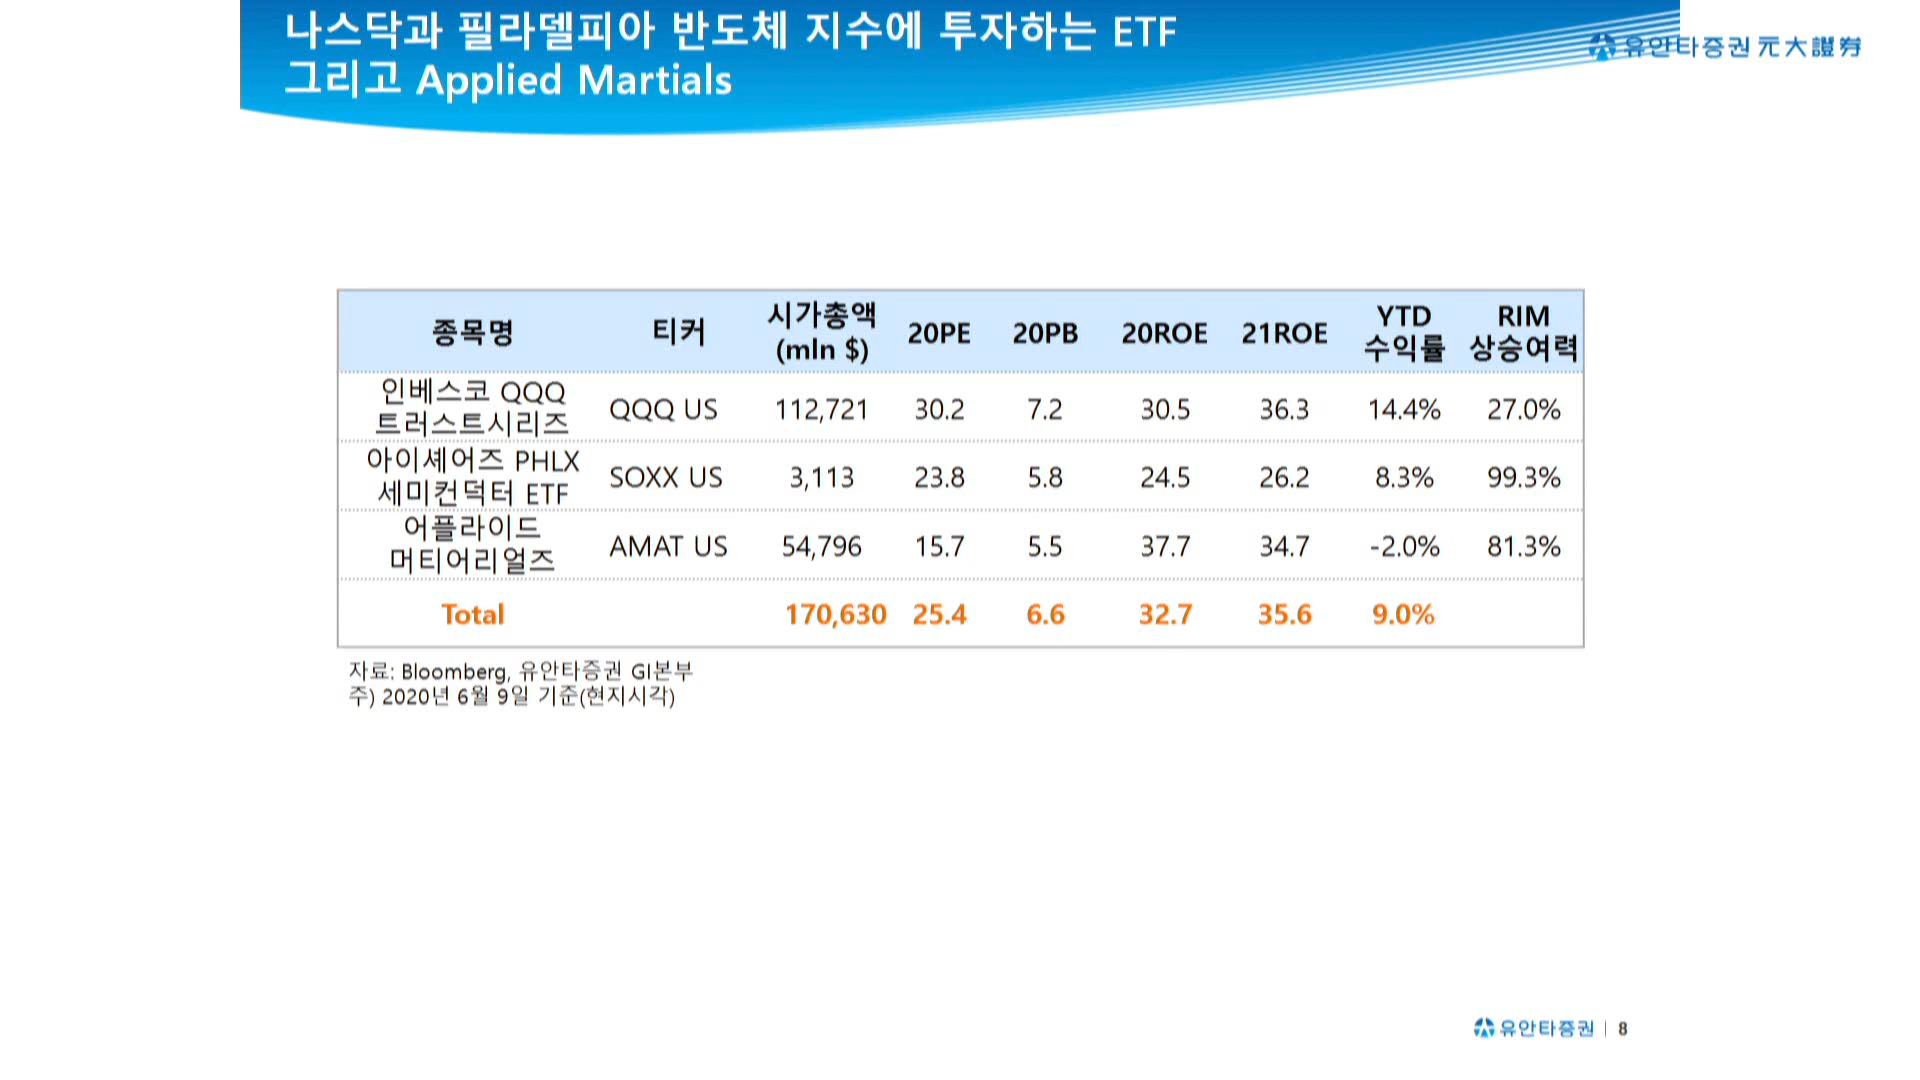 나스닥과 필라델피아 반도체 지수에 투자하는 ETF
그리고 Applied Martials
유안타증권 元大證券
종목명 티커 시가총액 (mln $) 20PE 20PB 20ROE 21ROE YTD 수익률 RIM 상승여력
인베스코 QQQ 트러스트시리즈 QQQ US 112,721 30.2 7.2 30.5 36.3 14.4% 27.0%
아이셰어즈 PHLX 세미컨덕터 ETF SOXX US 3,113 23.8 5.8 24.5 26.2 8.3% 99.3%
어플라이드 머티어리얼즈 AMAT US 54,796 15.7 5.5 37.7 34.7 -2.0% 81.3%
Total 170,630 25.4 6.6 32.7 35.6 9.0%
자료: Bloomberg, 유안타증권 GI본부
주) 2020년 6월 9일 기준(현지시각)
유안타증권 | 8